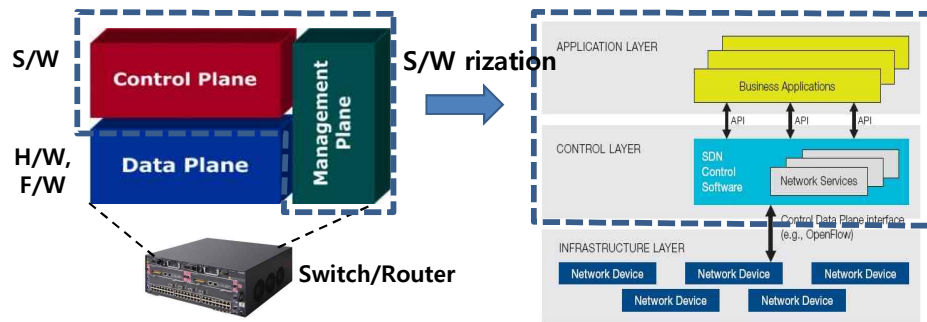 S/W
Control Plane
Management
Plane
H/W,
F/W
Data Plane
Switch/Router
S/W rization
APPLICATION LAYER
Business Applications
API
API
API
CONTROL LAYER
SDN
Control
Software
Network Services
Control Data Plane interface
(e.g., OpenFlow)
INFRASTRUCTURE LAYER
Network Device
Network Device
Network Device
Network Device
Network Device